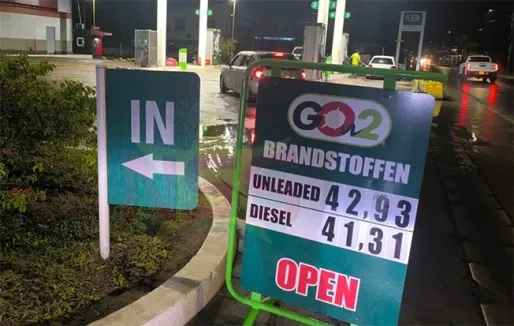 IN
GO2
BRANDSTOFFEN
UNLEADED 42,93
DIESEL 41,31
OPEN